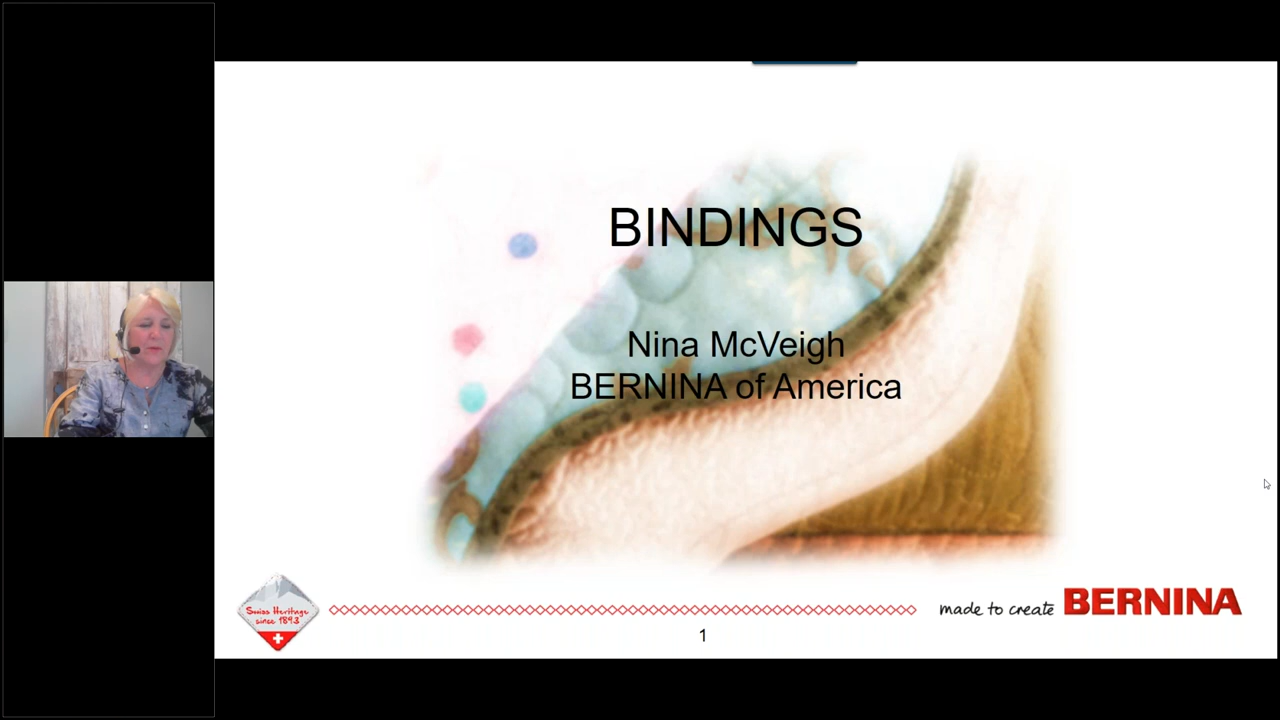 BINDINGS
Nina McVeigh
BERNINA of America
Swiss Heritage
since 1893
made to create BERNINA
1